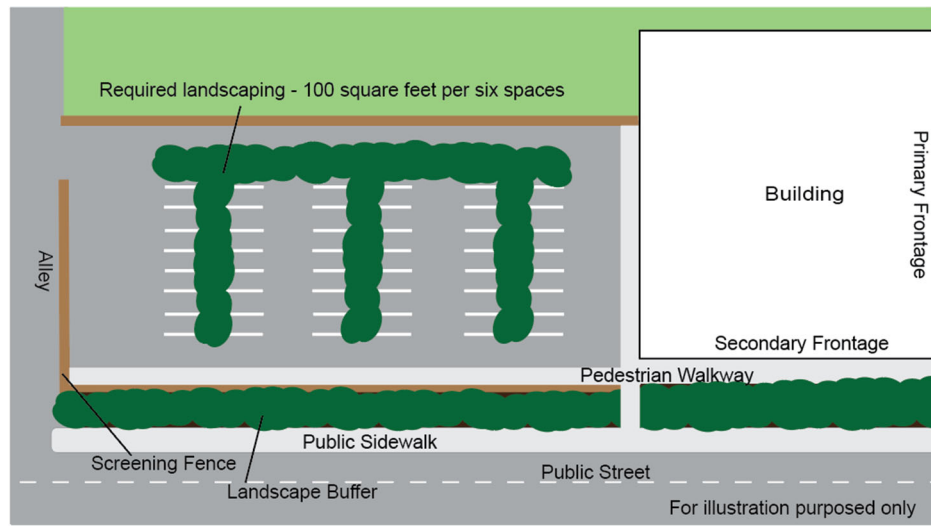 Required landscaping - 100 square feet per six spaces
Primary Frontage
Building
Alley
Secondary Frontage
Pedestrian Walkway
Public Sidewalk
Screening Fence
Public Street
Landscape Buffer
For illustration purposed only